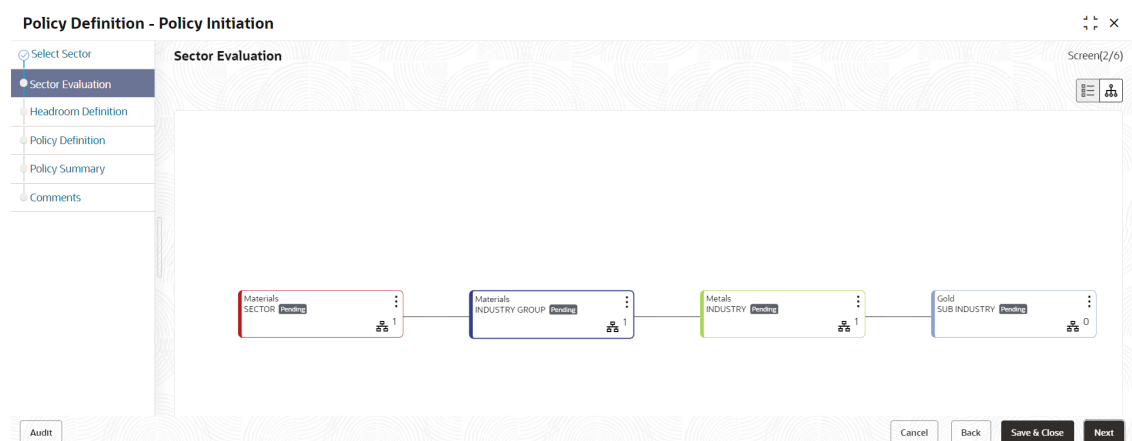 Policy Definition - Policy Initiation
Select Sector
Sector Evaluation
Headroom Definition
Policy Definition
Policy Summary
Comments
Sector Evaluation
Screen(2/6)
Materials
SECTOR Pending
1
Materials
INDUSTRY GROUP Pending
1
Metals
INDUSTRY Pending
1
Gold
SUB INDUSTRY Pending
0
Audit
Cancel
Back
Save & Close
Next